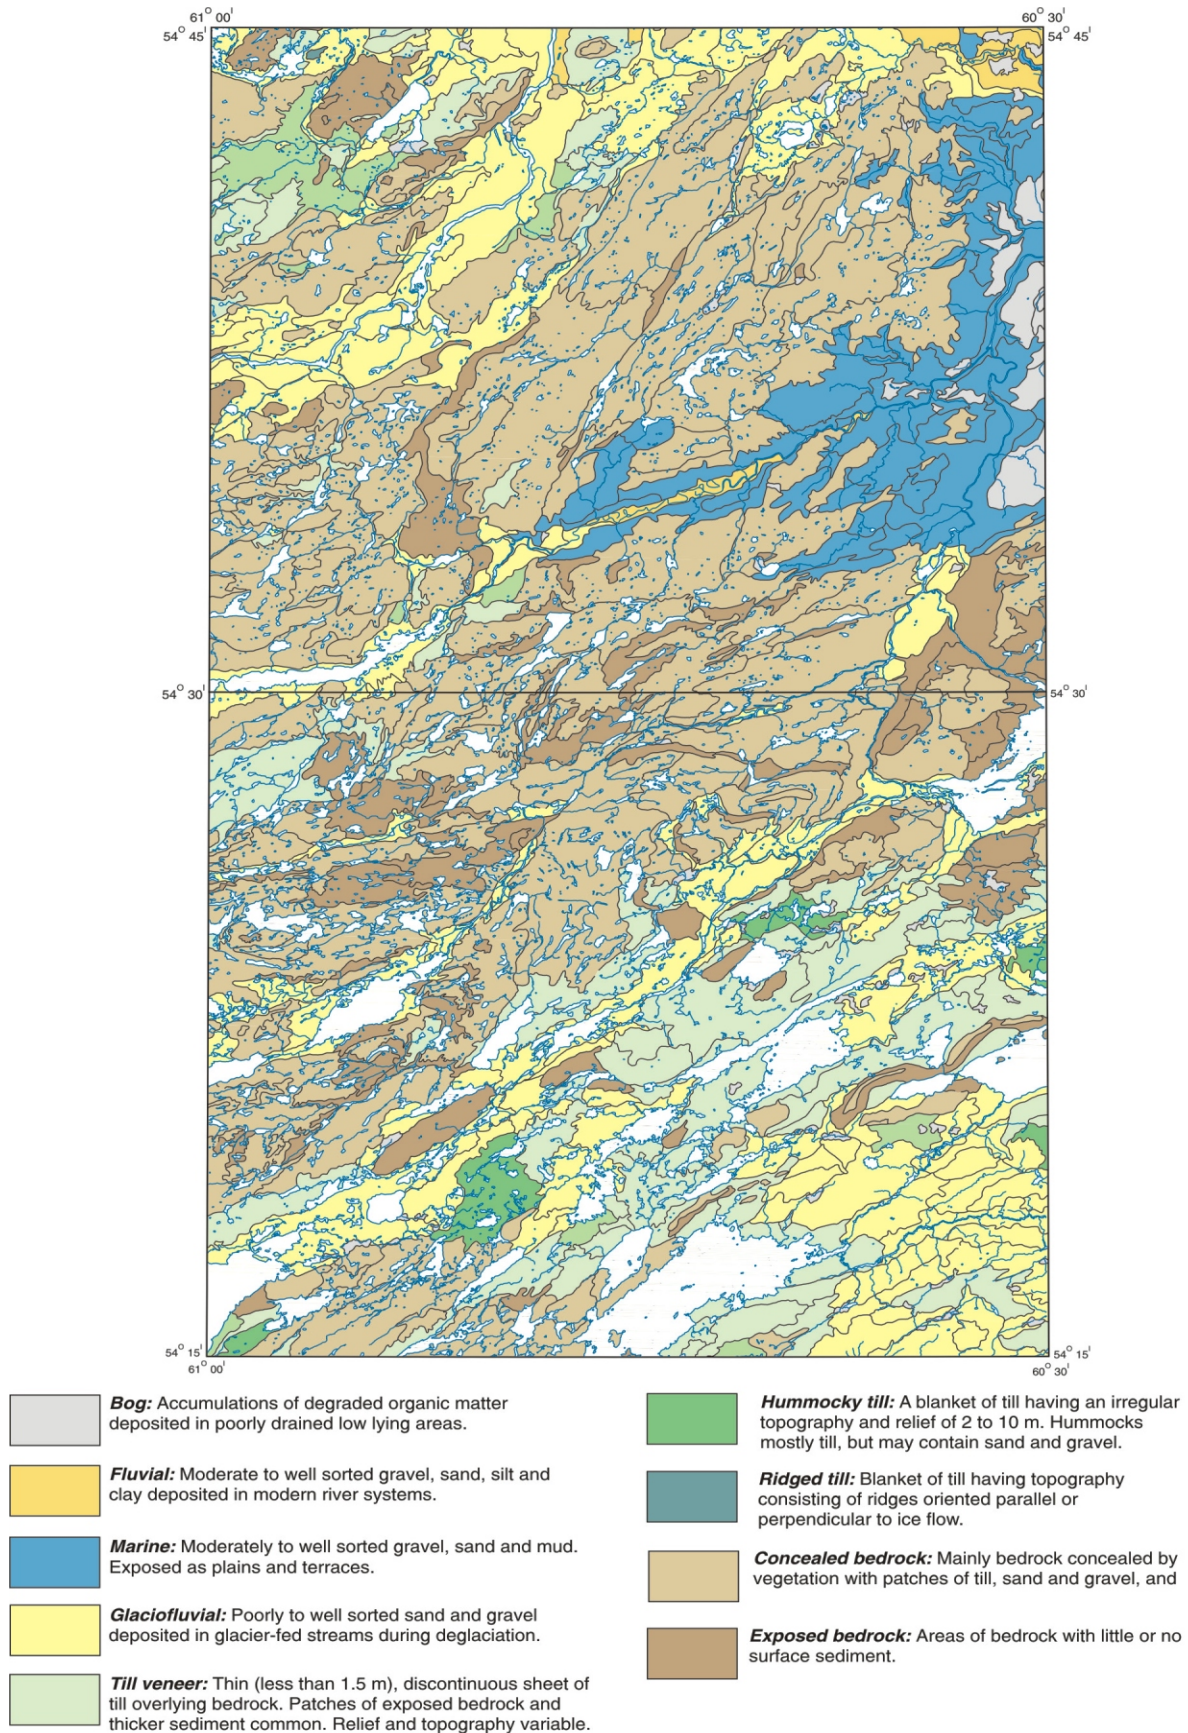 61° 00'
60° 30'
54° 45'
54° 45'
54° 30'
54° 30'
54° 15'
54° 15'
61° 00'
60° 30'
Bog: Accumulations of degraded organic matter
deposited in poorly drained low lying areas.
Fluvial: Moderate to well sorted gravel, sand, silt and
clay deposited in modern river systems.
Marine: Moderately to well sorted gravel, sand and mud.
Exposed as plains and terraces.
Glaciofluvial: Poorly to well sorted sand and gravel
deposited in glacier-fed streams during deglaciation.
Till veneer: Thin (less than 1.5 m), discontinuous sheet of
till overlying bedrock. Patches of exposed bedrock and
thicker sediment common. Relief and topography variable.
Hummocky till: A blanket of till having an irregular
topography and relief of 2 to 10 m. Hummocks
mostly till, but may contain sand and gravel.
Ridged till: Blanket of till having topography
consisting of ridges oriented parallel or
perpendicular to ice flow.
Concealed bedrock: Mainly bedrock concealed by
vegetation with patches of till, sand and gravel, and
Exposed bedrock: Areas of bedrock with little or no
surface sediment.